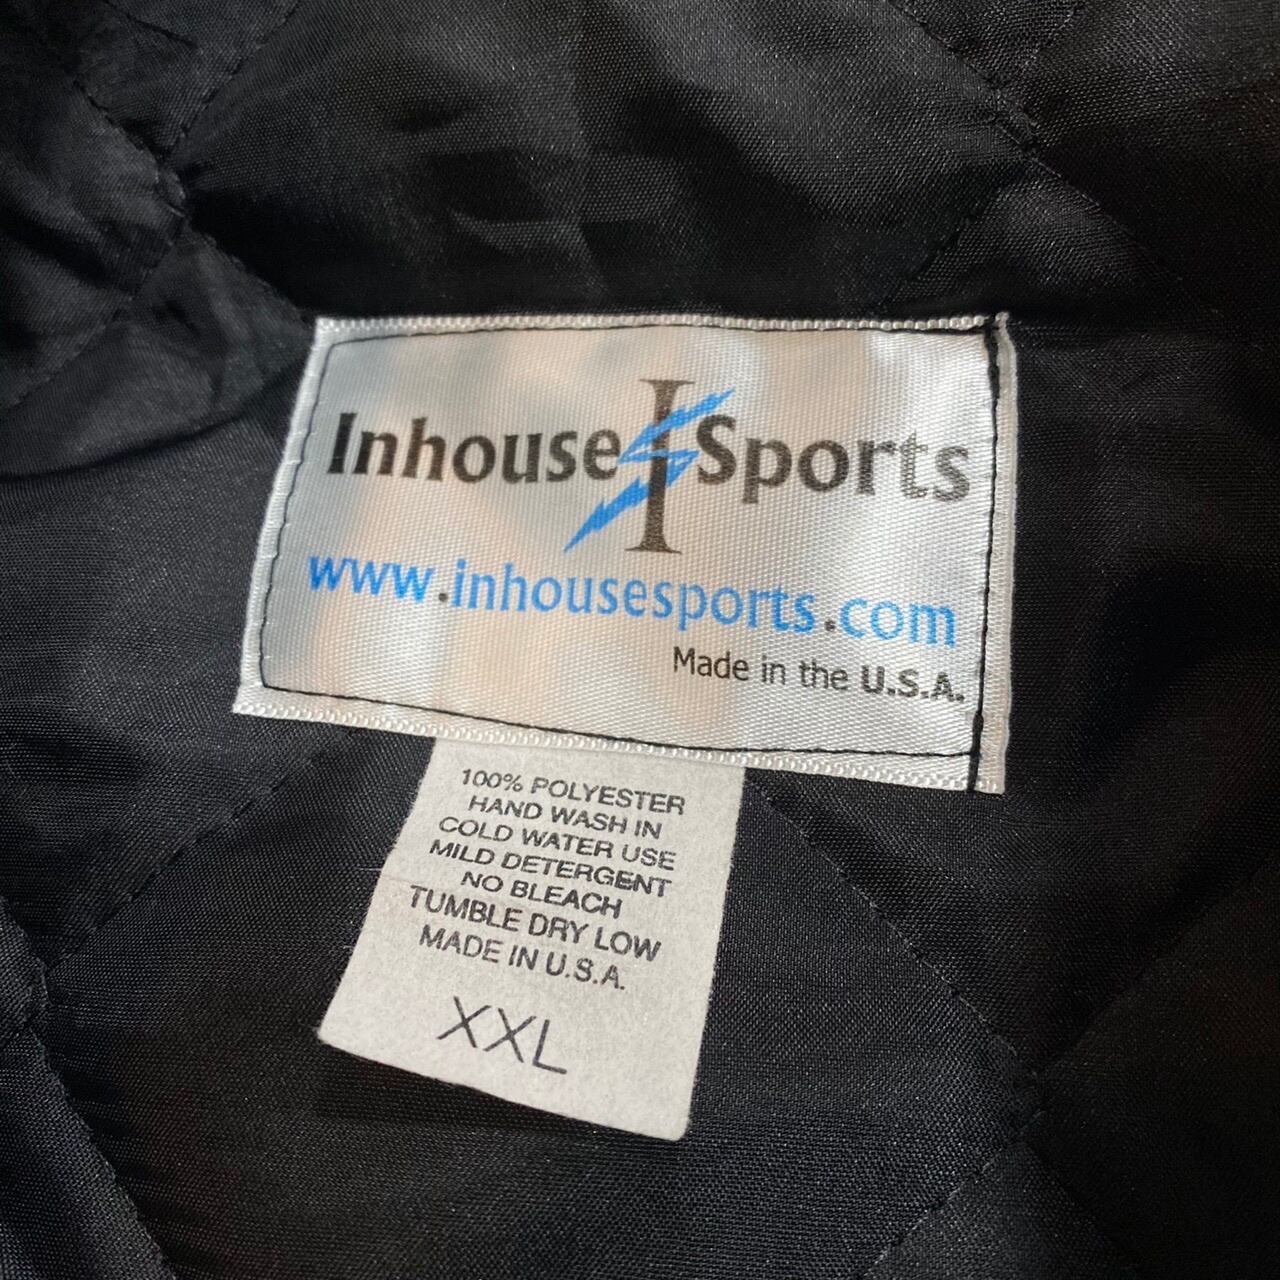 Inhouse I Sports
www.inhousesports.com
Made in the U.S.A.
100% POLYESTER
HAND WASH IN
COLD WATER USE
MILD DETERGENT
NO BLEACH
TUMBLE DRY LOW
MADE IN U.S.A.
XXL